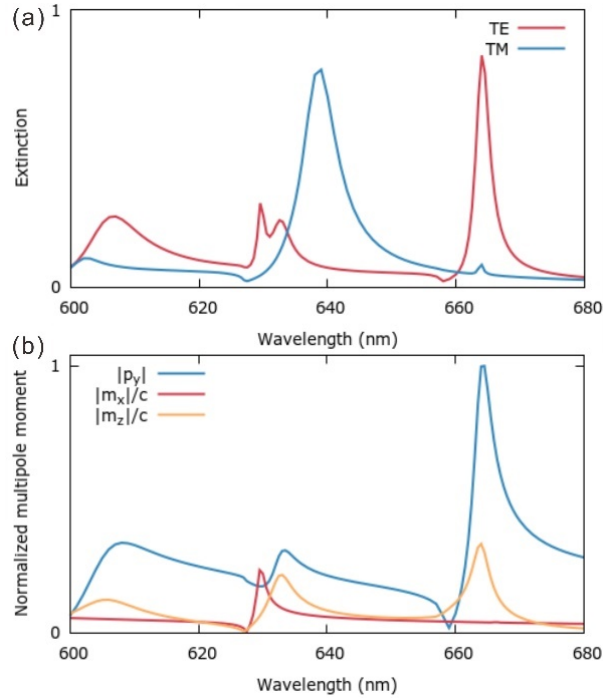 (a)
1
TE
TM
Extinction
0
600 620 640 660 680
Wavelength (nm)
(b)
1
|p_y|
|m_x|/c
|m_z|/c
Normalized multipole moment
0
600 620 640 660 680
Wavelength (nm)